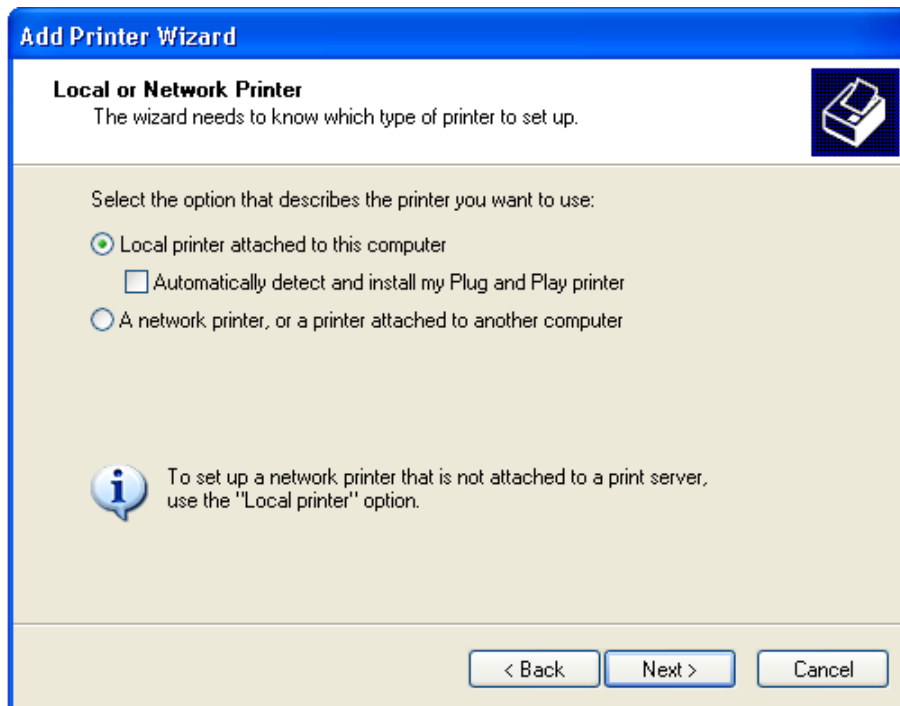 Add Printer Wizard
Local or Network Printer
The wizard needs to know which type of printer to set up.
Select the option that describes the printer you want to use:
Local printer attached to this computer
Automatically detect and install my Plug and Play printer
A network printer, or a printer attached to another computer
To set up a network printer that is not attached to a print server,
use the "Local printer" option.
< Back
Next >
Cancel